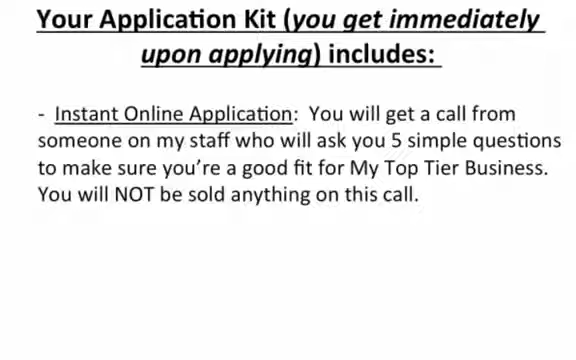 Your Application Kit (you get immediately
upon applying) includes:
- Instant Online Application:  You will get a call from
someone on my staff who will ask you 5 simple questions
to make sure you’re a good fit for My Top Tier Business.
You will NOT be sold anything on this call.